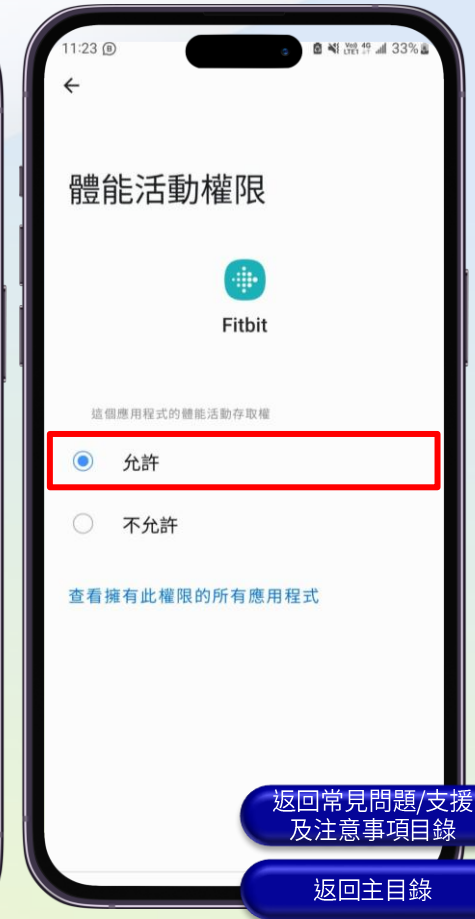 11:23
33%
體能活動權限
Fitbit
這個應用程式的體能活動存取權
允許
不允許
查看擁有此權限的所有應用程式
返回常見問題/支援
及注意事項目錄
返回主目錄